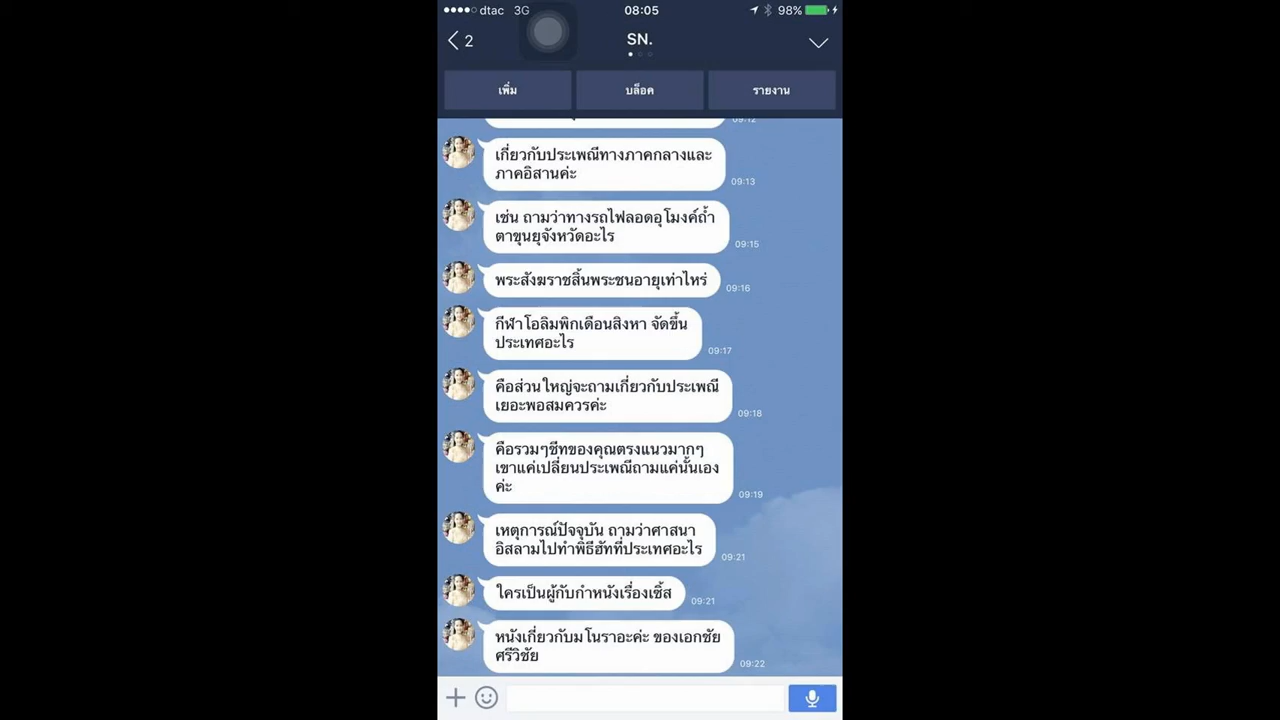 dtac 3G 08:05 98%
2 SN.
เพิ่ม บล็อค รายงาน
09:12
เกี่ยวกับประเพณีทางภาคกลางและ
ภาคอิสานค่ะ
09:13
เช่น ถามว่าทางรถไฟลอดอุโมงค์ถ้ำ
ตาขุนยุจังหวัดอะไร
09:15
พระสังฆราชสิ้นพระชนอายุเท่าไหร่
09:16
กีฬาโอลิมพิกเดือนสิงหา จัดขึ้น
ประเทศอะไร
09:17
คือส่วนใหญ่จะถามเกี่ยวกับประเพณี
เยอะพอสมควรค่ะ
09:18
คือรวมๆชีทของคุณตรงแนวมากๆ
เขาแค่เปลี่ยนประเพณีถามแค่นั้นเอง
ค่ะ
09:19
เหตุการณ์ปัจจุบัน ถามว่าศาสนา
อิสลามไปทำพิธีฮัทที่ประเทศอะไร
09:21
ใครเป็นผู้กับกำหนังเรื่องเซิ้ส
09:21
หนังเกี่ยวกับมโนราอะค่ะ ของเอกชัย
ศรีวิชัย
09:22